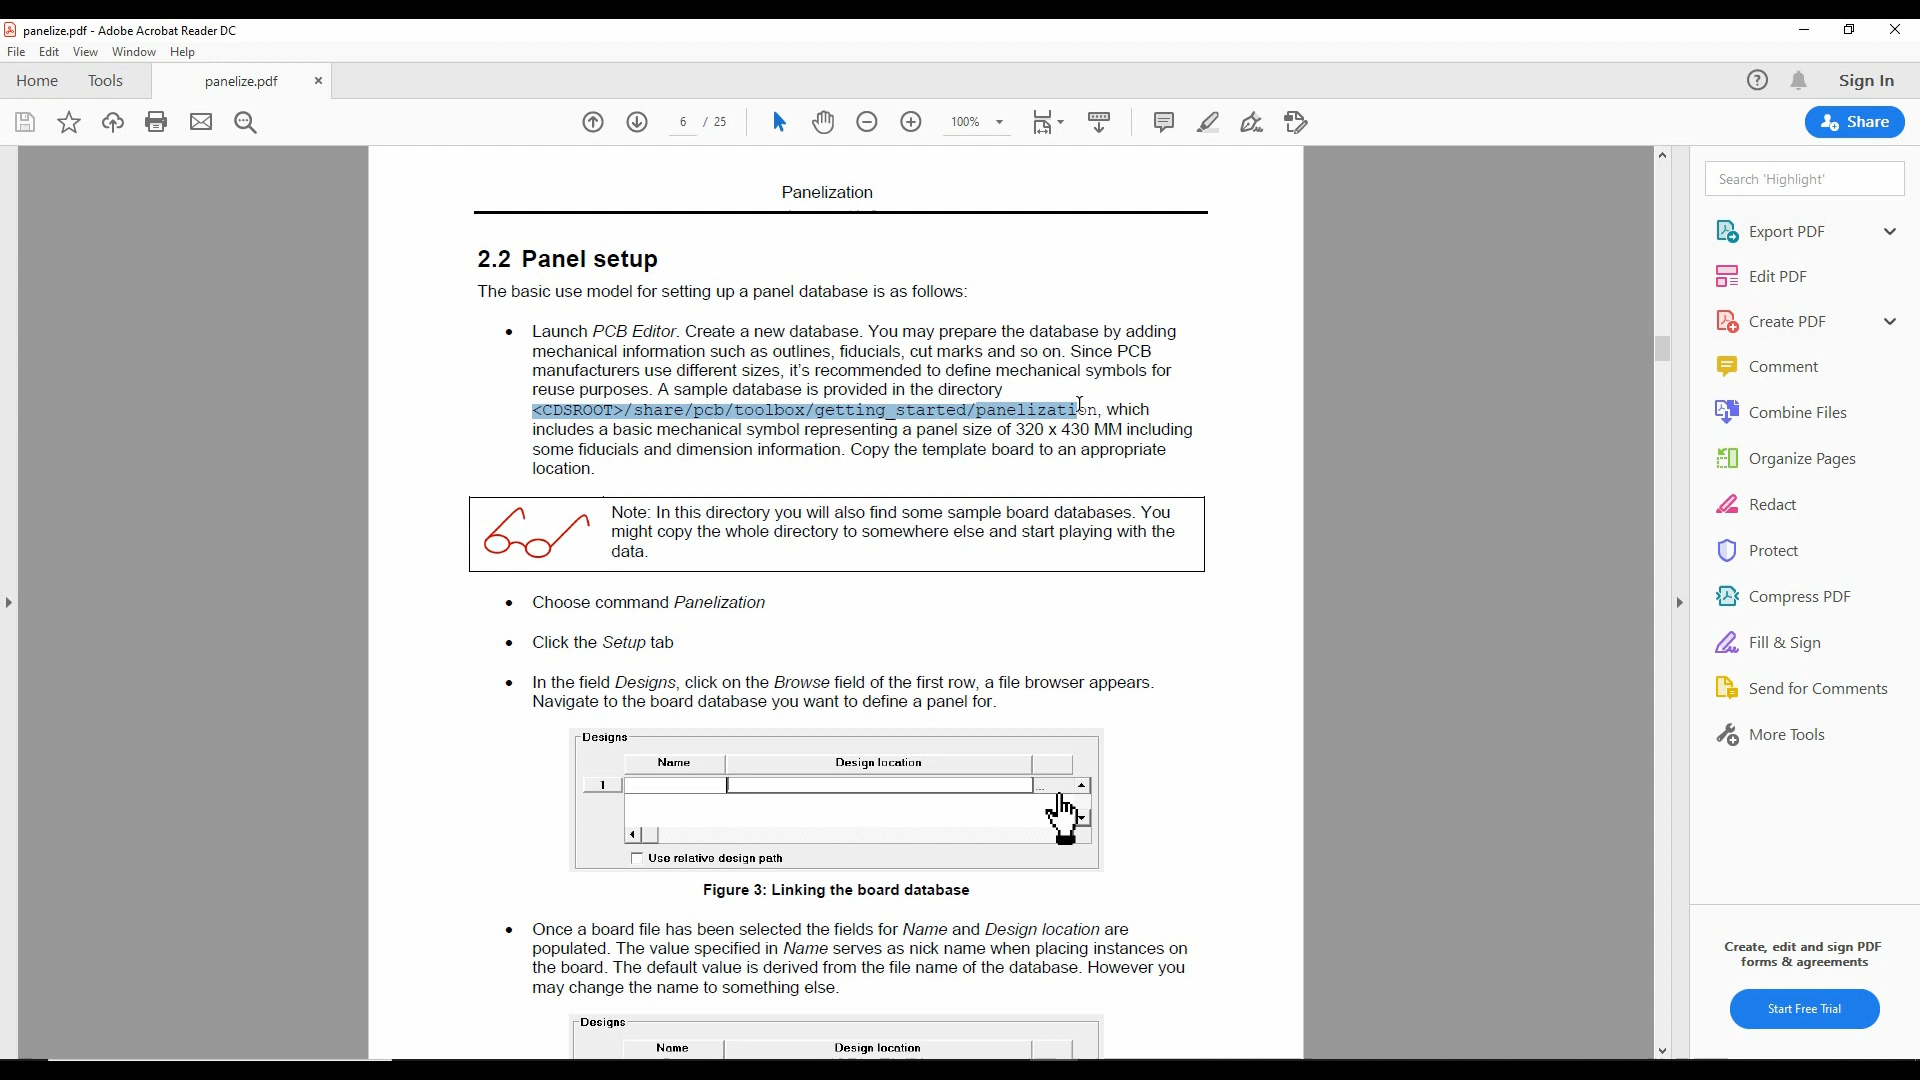 panelize.pdf - Adobe Acrobat Reader DC
File Edit View Window Help
Home Tools panelize.pdf × Sign In
6 / 25 100% Share
Panelization
2.2 Panel setup
The basic use model for setting up a panel database is as follows:
• Launch PCB Editor. Create a new database. You may prepare the database by adding
mechanical information such as outlines, fiducials, cut marks and so on. Since PCB
manufacturers use different sizes, it's recommended to define mechanical symbols for
reuse purposes. A sample database is provided in the directory
<CDSROOT>/share/pcb/toolbox/getting_started/panelization, which
includes a basic mechanical symbol representing a panel size of 320 x 430 MM including
some fiducials and dimension information. Copy the template board to an appropriate
location.
Note: In this directory you will also find some sample board databases. You
might copy the whole directory to somewhere else and start playing with the
data.
• Choose command Panelization
• Click the Setup tab
• In the field Designs, click on the Browse field of the first row, a file browser appears.
Navigate to the board database you want to define a panel for.
Designs
Name Design location
1 ...
Use relative design path
Figure 3: Linking the board database
• Once a board file has been selected the fields for Name and Design location are
populated. The value specified in Name serves as nick name when placing instances on
the board. The default value is derived from the file name of the database. However you
may change the name to something else.
Designs
Name Design location
Search 'Highlight'
Export PDF
Edit PDF
Create PDF
Comment
Combine Files
Organize Pages
Redact
Protect
Compress PDF
Fill & Sign
Send for Comments
More Tools
Create, edit and sign PDF
forms & agreements
Start Free Trial